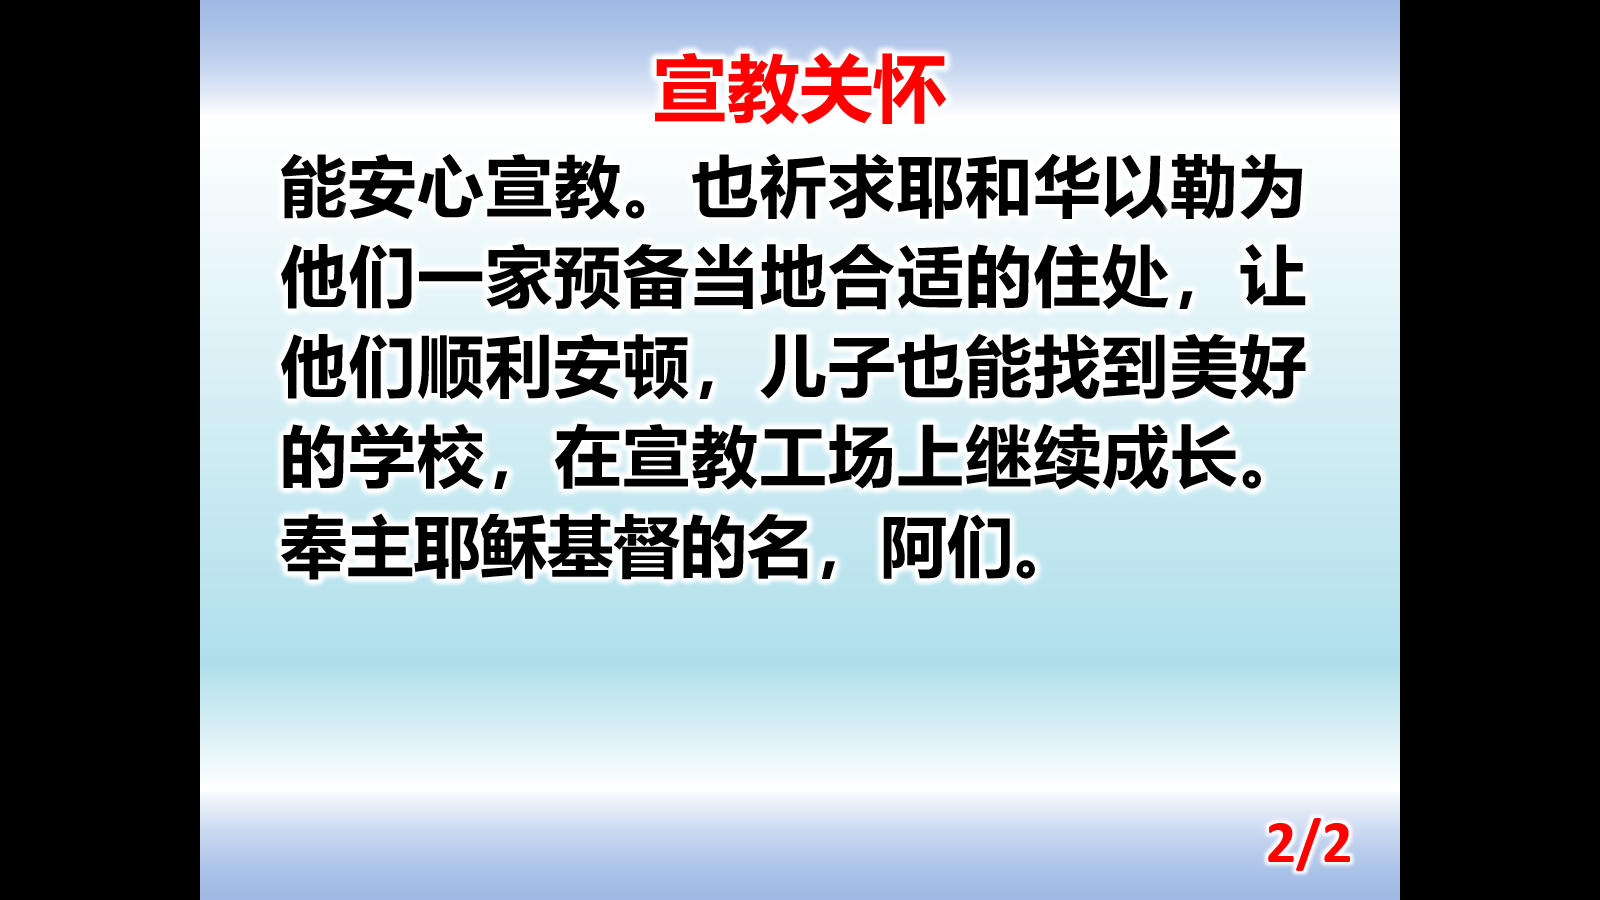 宣教关怀
能安心宣教。也祈求耶和华以勒为
他们一家预备当地合适的住处，让
他们顺利安顿，儿子也能找到美好
的学校，在宣教工场上继续成长。
奉主耶稣基督的名，阿们。
2/2